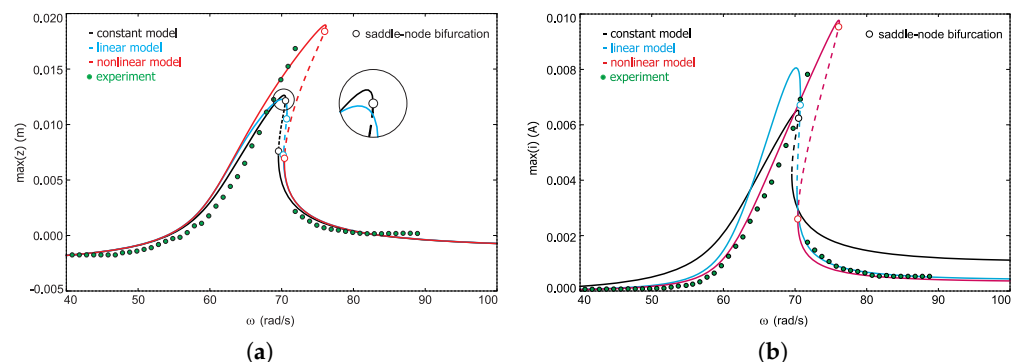 0.020
0.015
0.010
0.005
0.000
-0.005
max(z) (m)
40 50 60 70 80 90 100
ω (rad/s)
constant model
linear model
nonlinear model
experiment
saddle-node bifurcation
(a)
0.010
0.008
0.006
0.004
0.002
0.000
max(i) (A)
40 50 60 70 80 90 100
ω (rad/s)
constant model
linear model
nonlinear model
experiment
saddle-node bifurcation
(b)